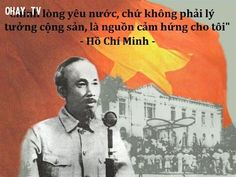 OHAY.TV
lòng yêu nước, chứ không phải lý
tưởng cộng sản, là nguồn cảm hứng cho tôi"
- Hồ Chí Minh -